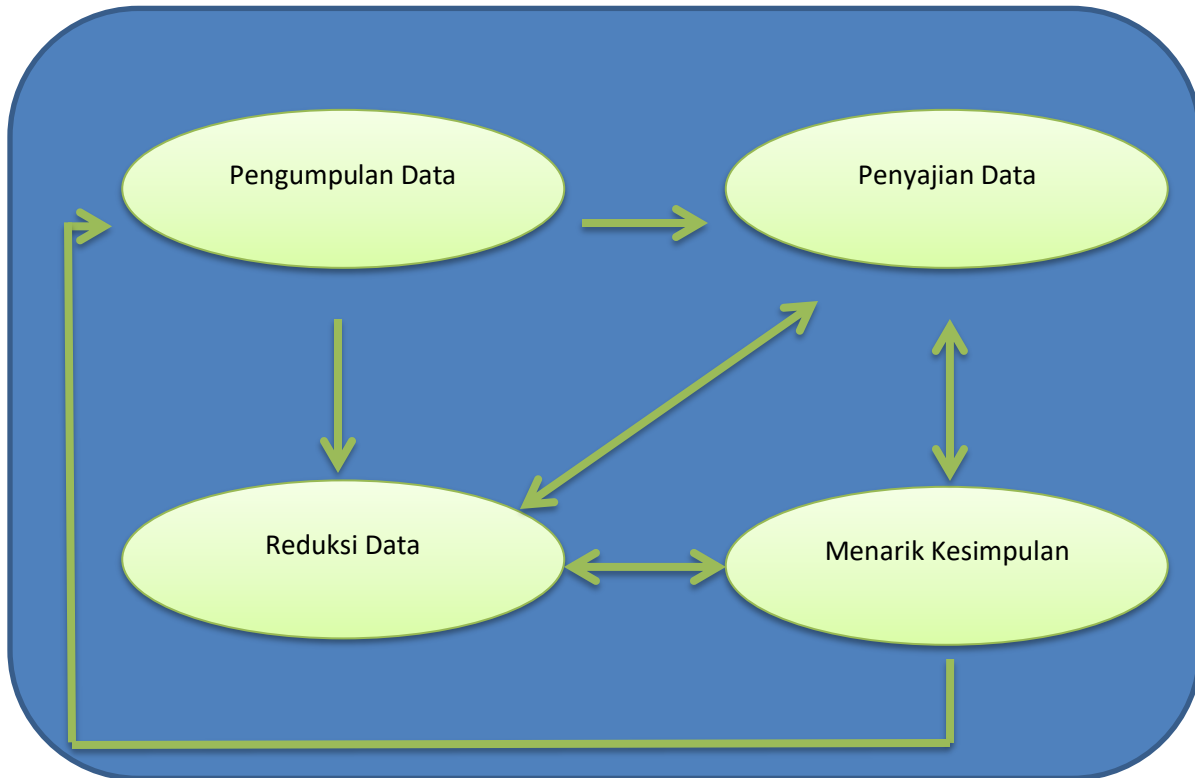 Pengumpulan Data
Penyajian Data
Reduksi Data
Menarik Kesimpulan